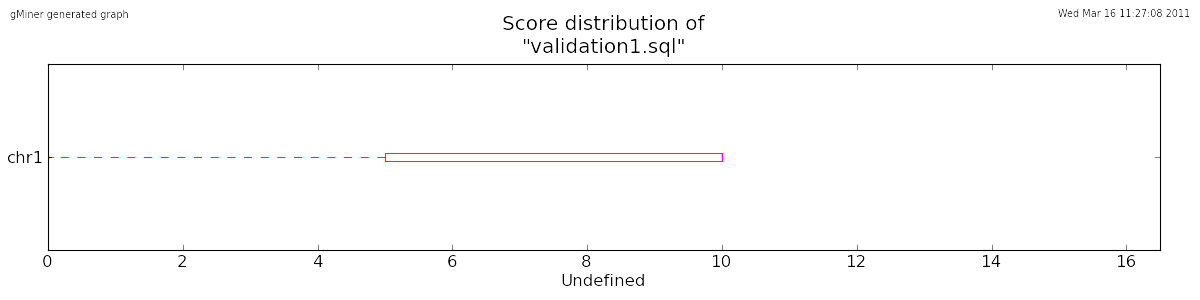 gMiner generated graph
Wed Mar 16 11:27:08 2011
Score distribution of
"validation1.sql"
chr1
0 2 4 6 8 10 12 14 16
Undefined